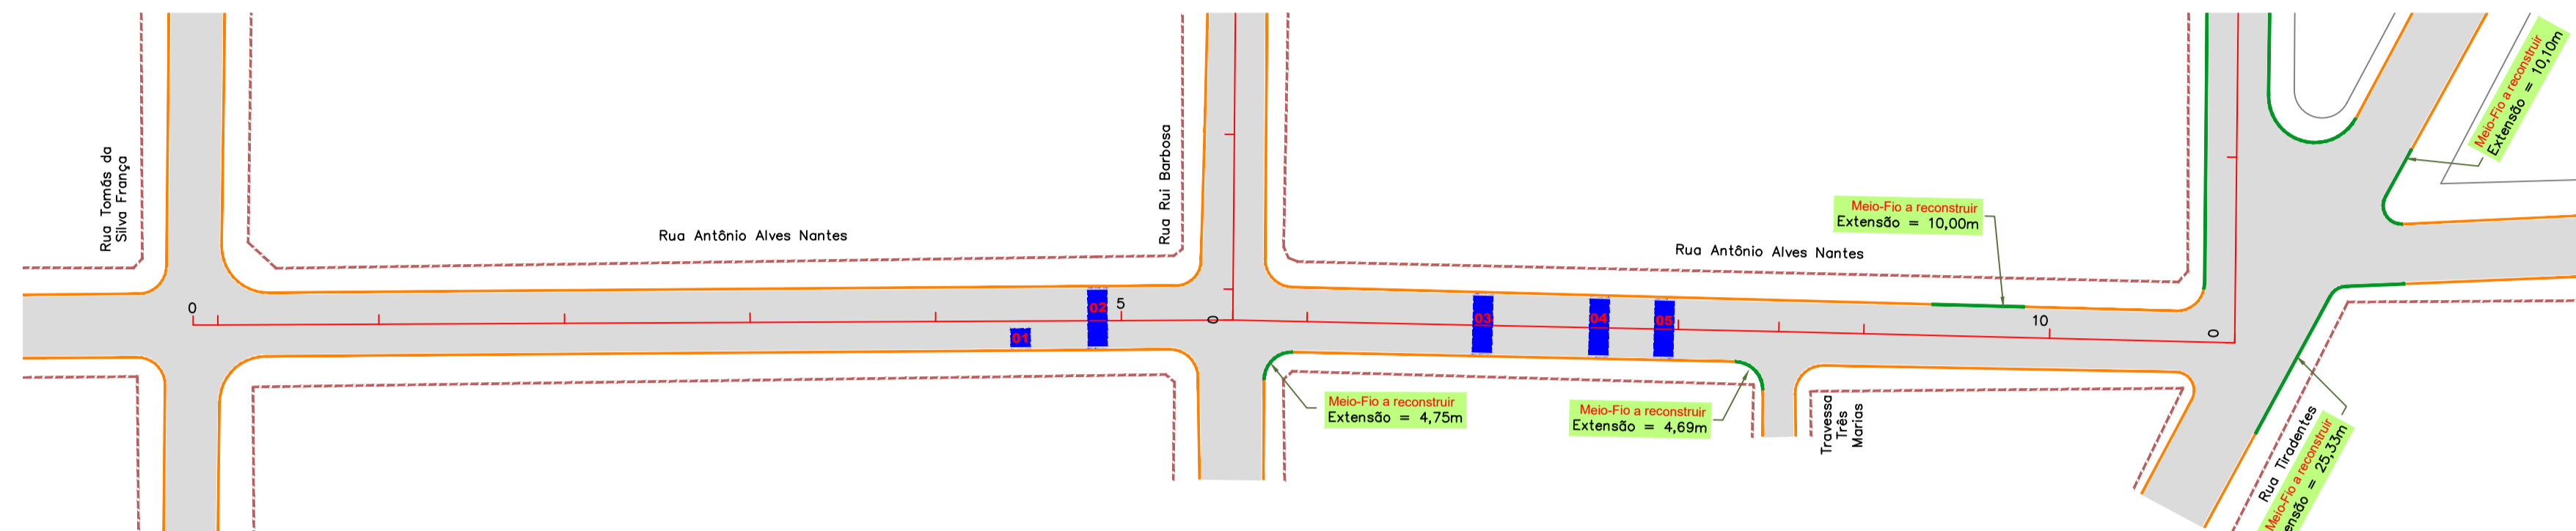 Rua Tomás da
Silva França
Rua Antônio Alves Nantes
Rua Rui Barbosa
Meio-Fio a reconstruir
Extensão = 10,00m
Rua Antônio Alves Nantes
Meio-Fio a reconstruir
Extensão = 10,10m
0
01
02
5
0
03
04
05
10
0
Meio-Fio a reconstruir
Extensão = 4,75m
Meio-Fio a reconstruir
Extensão = 4,69m
Travessa
Três
Marias
Rua Tiradentes
Meio-Fio a reconstruir
ensão = 25,33m